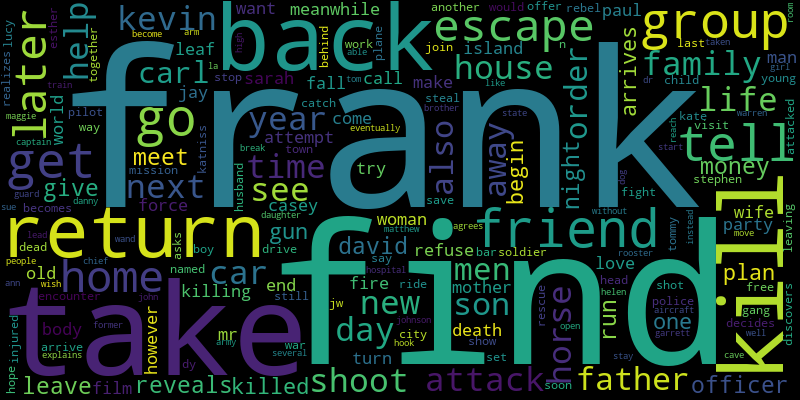 frank
find
take
back
return
kill
go
get
group
tell
friend
escape
home
later
life
house
family
kevin
help
carl
year
time
see
next
meet
give
also
away
begin
order
night
arrives
money
father
attack
shoot
officer
horse
men
son
new
day
car
gun
david
killed
killing
reveals
leave
film
body
however
old
dead
mr
force
mission
world
leaf
jay
meanwhile
want
behind
sarah
stop
fall
call
island
plane
work
make
come
attempt
try
casey
town
break
husband
daughter
woman
refuse
mother
death
fire
end
turn
love
run
one
plan
party
wife
stephen
man
paul
another
would
offer
rebel
join
last
taken
room
dr
child
young
girl
kate
visit
attacked
warren
reach
state
start
dog
fight
without
tommy
instead
leaving
discovers
police
gang
decides
free
move
well
cave
shot
head
helen
stay
garrett
aircraft
open
rescue
soon
set
show
soldier
bar
rooster
agrees
matthew
say
hospital
ride
city
hook
johnson
jw
war
army
several
still
drive
boy
asks
named
wand
john
explains
dy
former
arrive
encounter
chief
lead
people
wish
ann
hope
injured
becomes
sue
guard
danny
captain
maggie
pilot
way
train
realizes
lucy
esther
together
become
arm
la
high
able
tom
like
catch
steal
brother
save
eventually
katniss
n